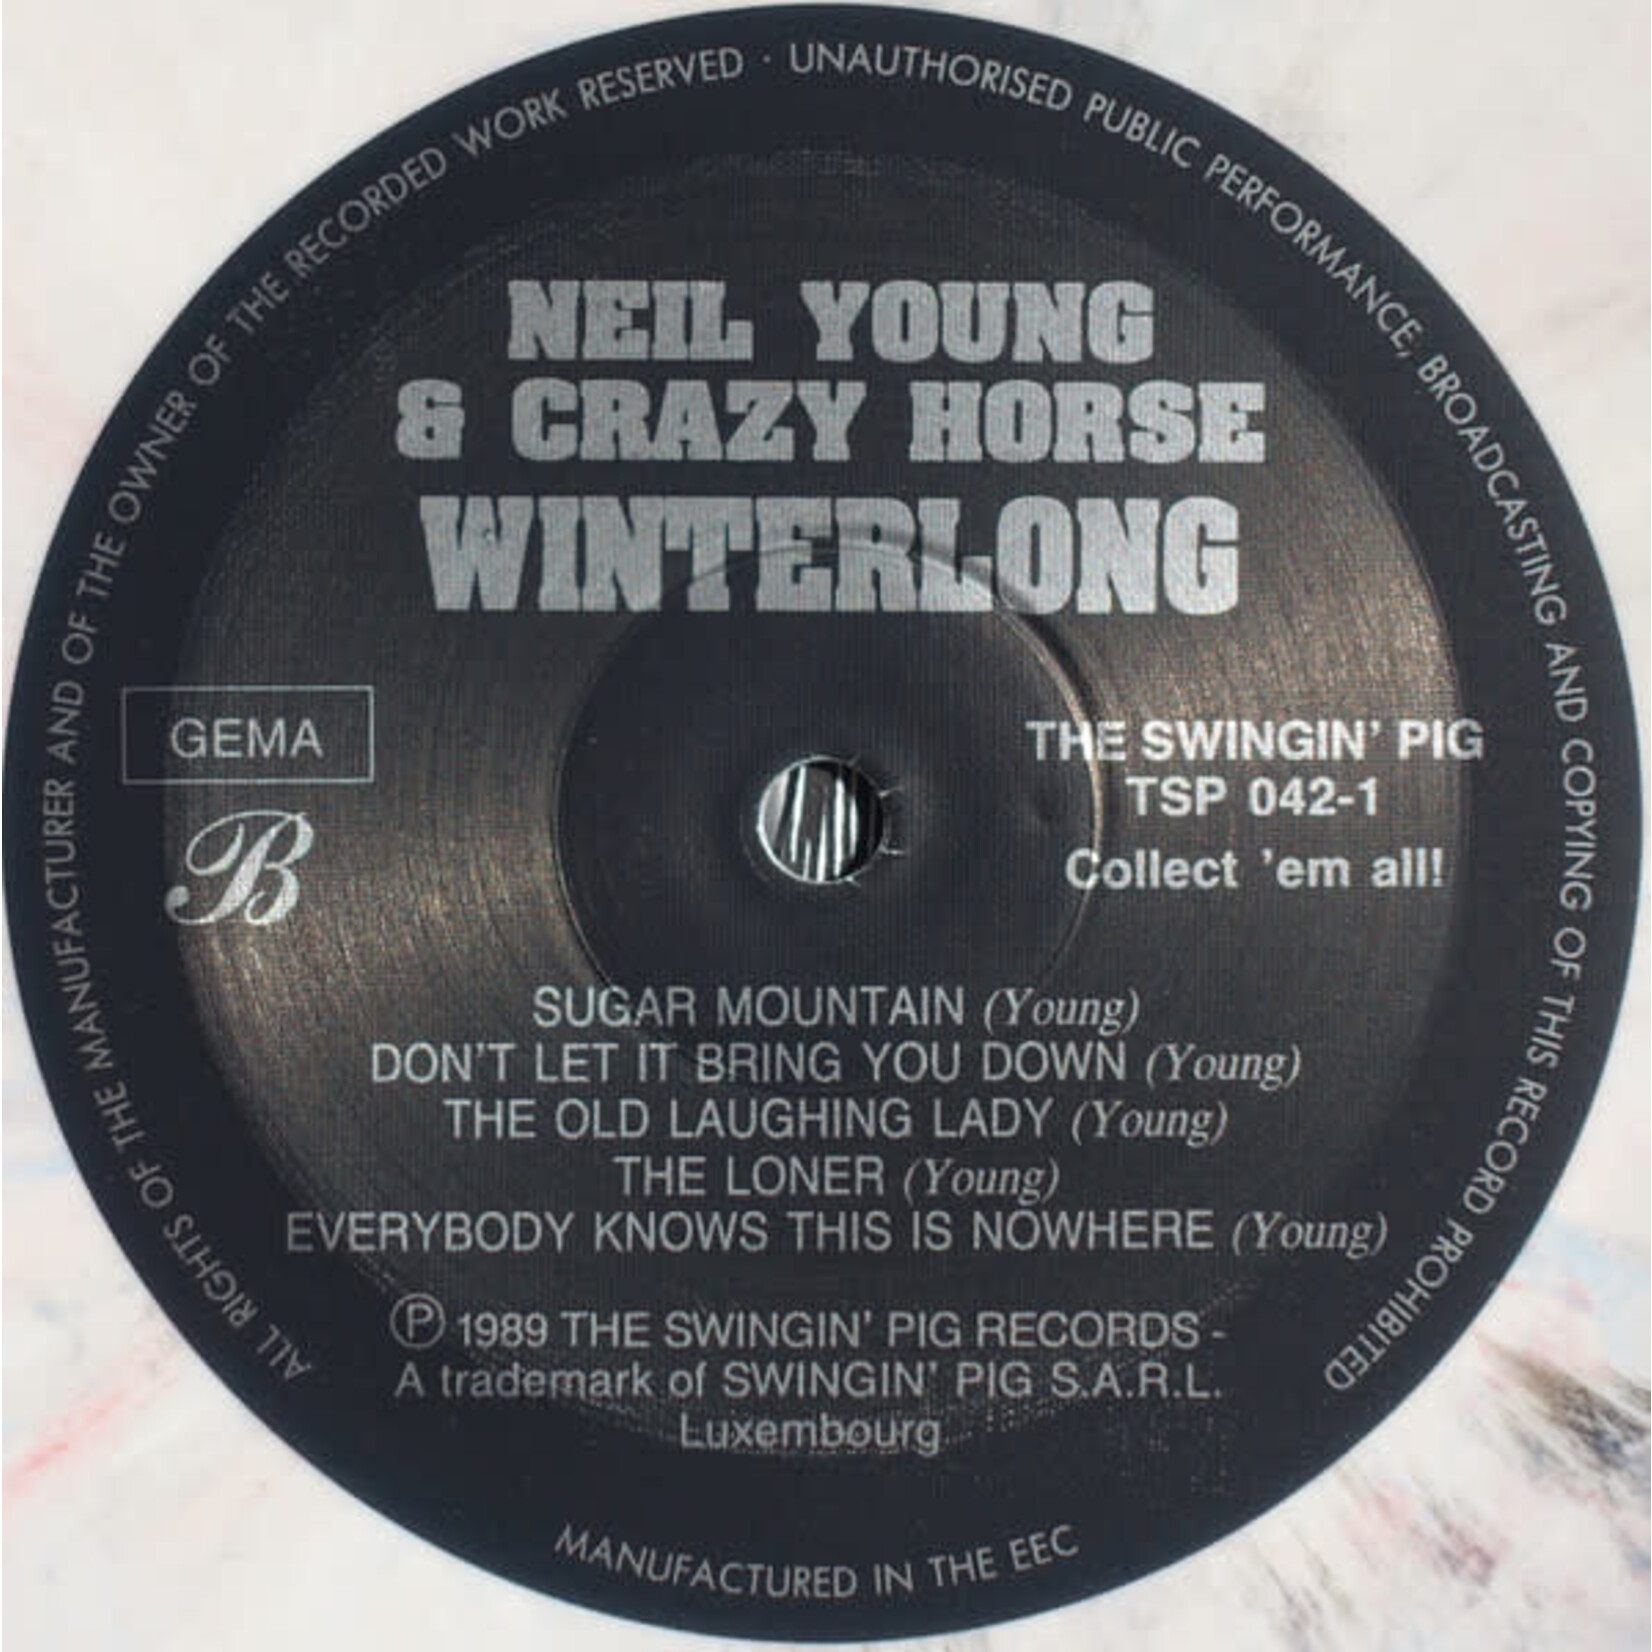 ALL RIGHTS OF THE MANUFACTURER AND OF THE OWNER OF THE RECORDED WORK RESERVED · UNAUTHORISED PUBLIC PERFORMANCE, BROADCASTING AND COPYING OF THIS RECORD PROHIBITED
NEIL YOUNG
& CRAZY HORSE
WINTERLONG
GEMA
B
THE SWINGIN' PIG
TSP 042-1
Collect 'em all!
SUGAR MOUNTAIN (Young)
DON'T LET IT BRING YOU DOWN (Young)
THE OLD LAUGHING LADY (Young)
THE LONER (Young)
EVERYBODY KNOWS THIS IS NOWHERE (Young)
Ⓟ 1989 THE SWINGIN' PIG RECORDS -
A trademark of SWINGIN' PIG S.A.R.L.
Luxembourg
MANUFACTURED IN THE EEC